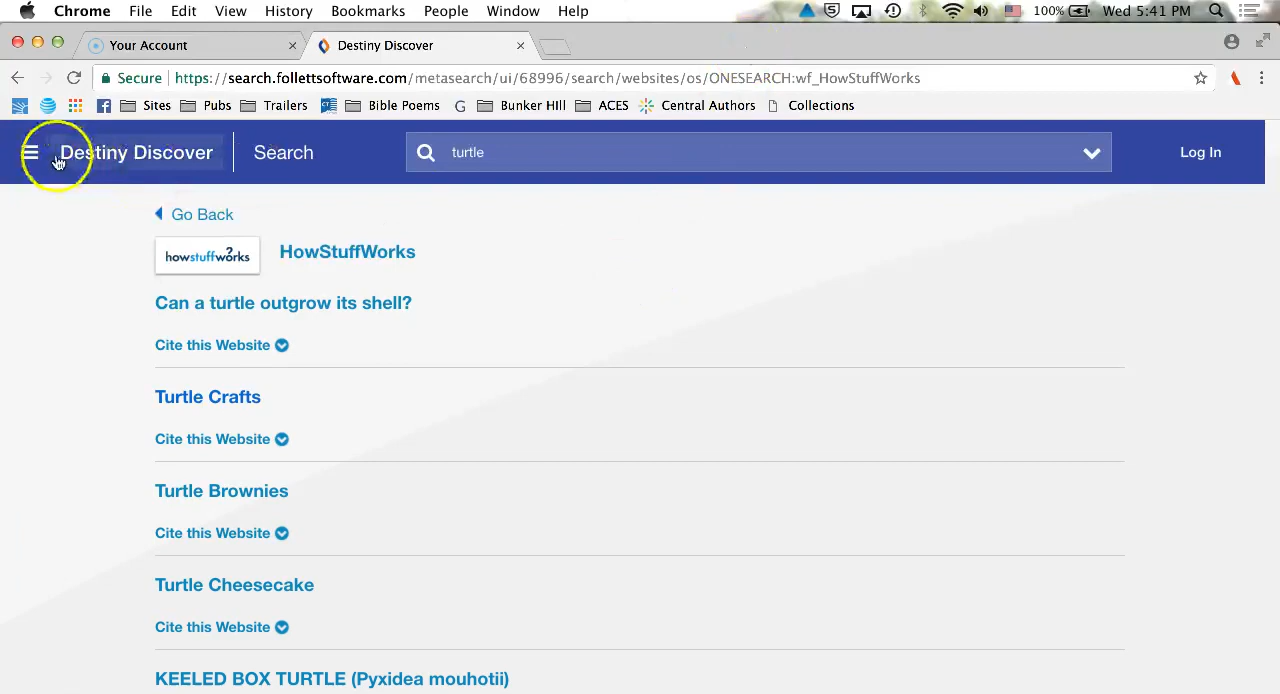 Chrome File Edit View History Bookmarks People Window Help 5 100% Wed 5:41 PM
Your Account × Destiny Discover ×
Secure https://search.follettsoftware.com/metasearch/ui/68996/search/websites/os/ONESEARCH:wf_HowStuffWorks
Sites Pubs Trailers Bible Poems G Bunker HIll ACES Central Authors Collections
Destiny Discover Search turtle Log In
Go Back
howstuffworks HowStuffWorks
Can a turtle outgrow its shell?
Cite this Website
Turtle Crafts
Cite this Website
Turtle Brownies
Cite this Website
Turtle Cheesecake
Cite this Website
KEELED BOX TURTLE (Pyxidea mouhotii)